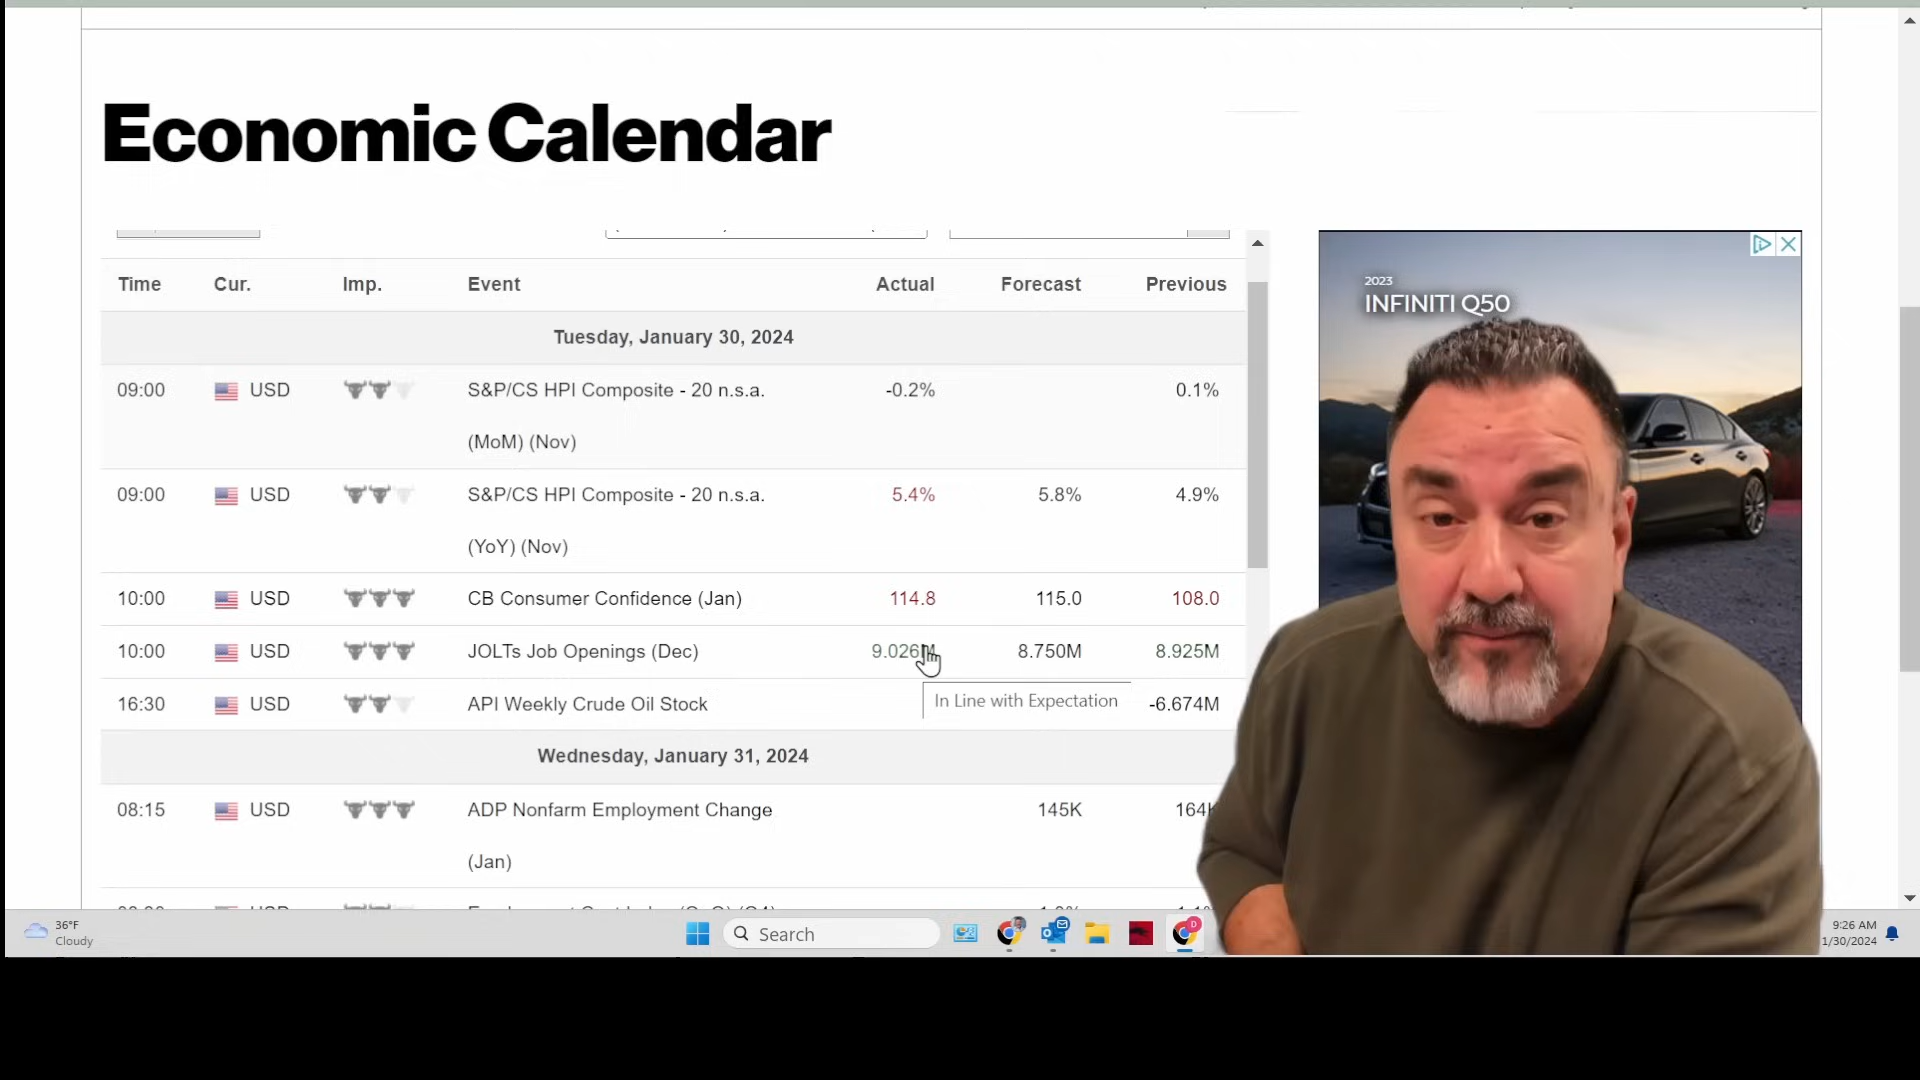 Economic Calendar
Time Cur. Imp. Event Actual Forecast Previous
Tuesday, January 30, 2024
09:00 USD S&P/CS HPI Composite - 20 n.s.a. -0.2% 0.1%
(MoM) (Nov)
09:00 USD S&P/CS HPI Composite - 20 n.s.a. 5.4% 5.8% 4.9%
(YoY) (Nov)
10:00 USD CB Consumer Confidence (Jan) 114.8 115.0 108.0
10:00 USD JOLTs Job Openings (Dec) 9.026M 8.750M 8.925M
16:30 USD API Weekly Crude Oil Stock -6.674M
In Line with Expectation
Wednesday, January 31, 2024
08:15 USD ADP Nonfarm Employment Change 145K 164K
(Jan)
2023
INFINITI Q50
36°F
Cloudy
Search
9:26 AM
1/30/2024